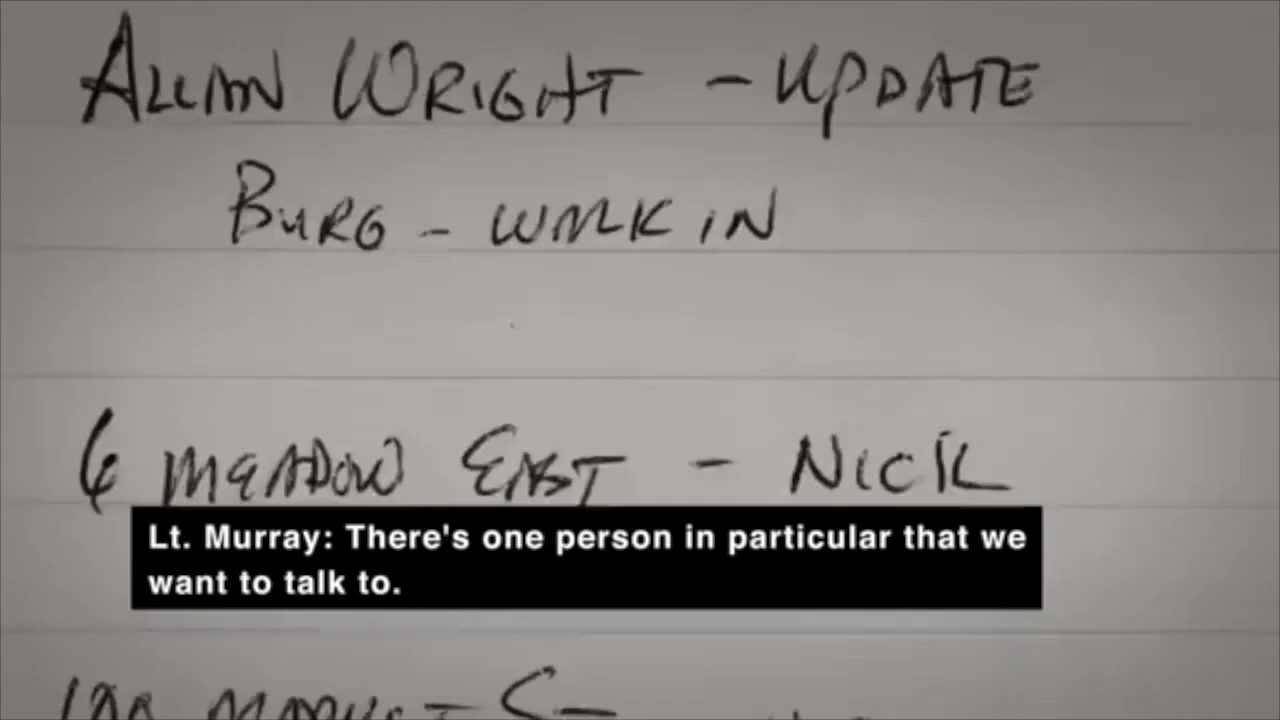 ALLAN WRIGHT - UPDATE
BURG - WALK IN
6 MEADOW EAST - NICK
Lt. Murray: There's one person in particular that we
want to talk to.